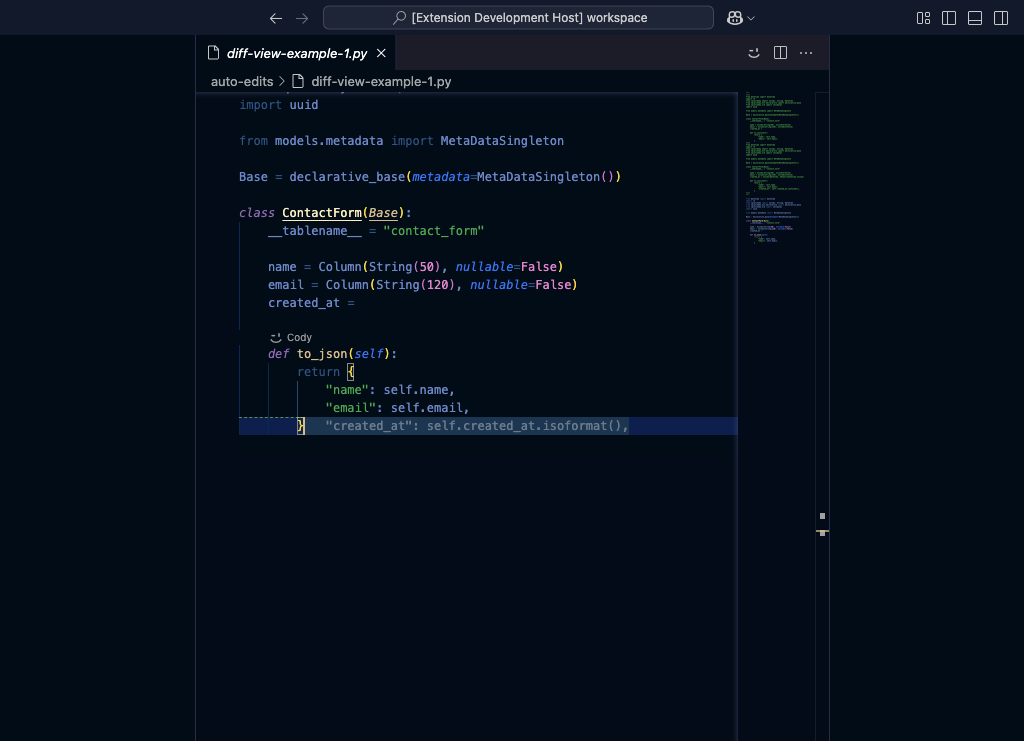 [Extension Development Host] workspace
diff-view-example-1.py
auto-edits > diff-view-example-1.py
import uuid
from models.metadata import MetaDataSingleton
Base = declarative_base(metadata=MetaDataSingleton())
class ContactForm(Base):
__tablename__ = "contact_form"
name = Column(String(50), nullable=False)
email = Column(String(120), nullable=False)
created_at =
Cody
def to_json(self):
return {
"name": self.name,
"email": self.email,
} "created_at": self.created_at.isoformat(),